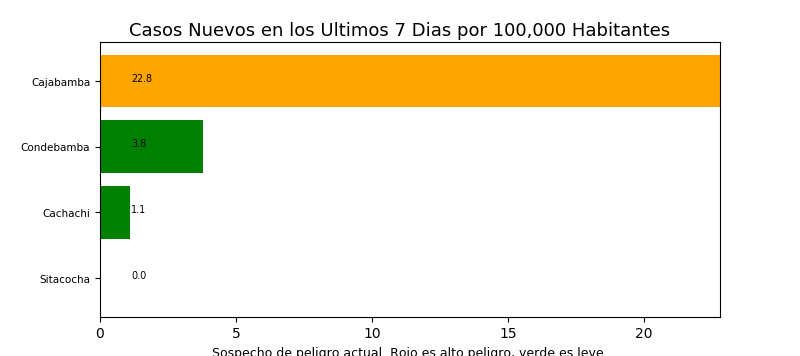 Casos Nuevos en los Ultimos 7 Dias por 100,000 Habitantes
Cajabamba 22.8
Condebamba 3.8
Cachachi 1.1
Sitacocha 0.0
0 5 10 15 20
Sospecho de peligro actual. Rojo es alto peligro, verde es leve